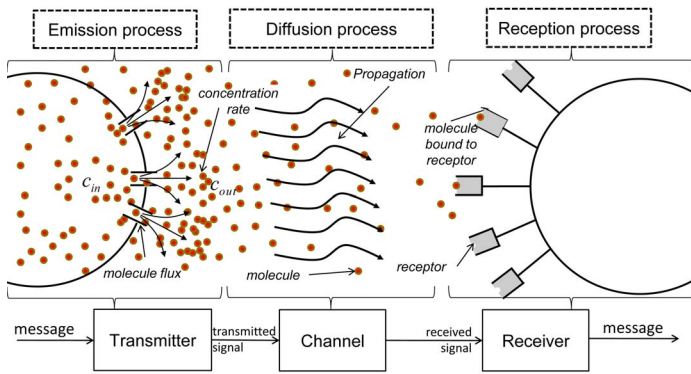 Emission process
Diffusion process
Reception process
concentration
rate
Propagation
molecule
bound to
receptor
c_in
c_out
molecule flux
molecule
receptor
message
Transmitter
transmitted
signal
Channel
received
signal
Receiver
message